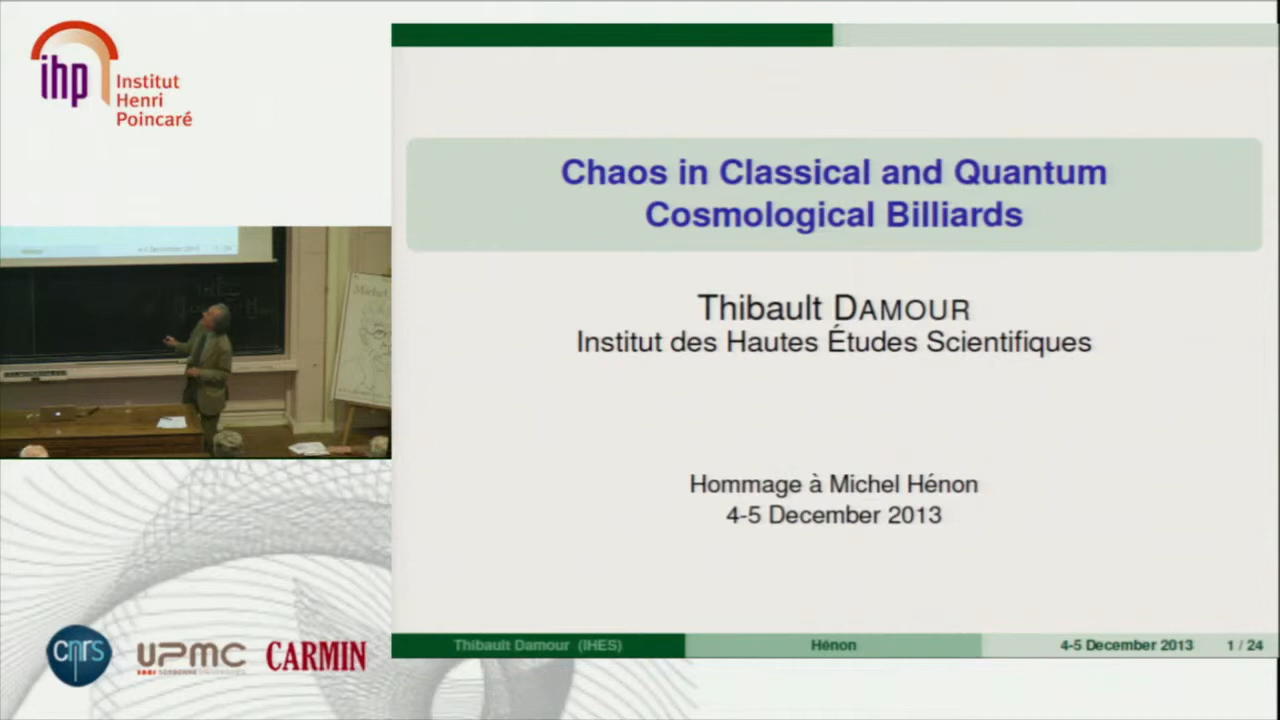 ihp Institut
Henri
Poincaré
Chaos in Classical and Quantum
Cosmological Billiards
Thibault DAMOUR
Institut des Hautes Études Scientifiques
Hommage à Michel Hénon
4-5 December 2013
Michel
cnrs
UPMC
CARMIN
Thibault Damour (IHES)
Hénon
4-5 December 2013
1 / 24